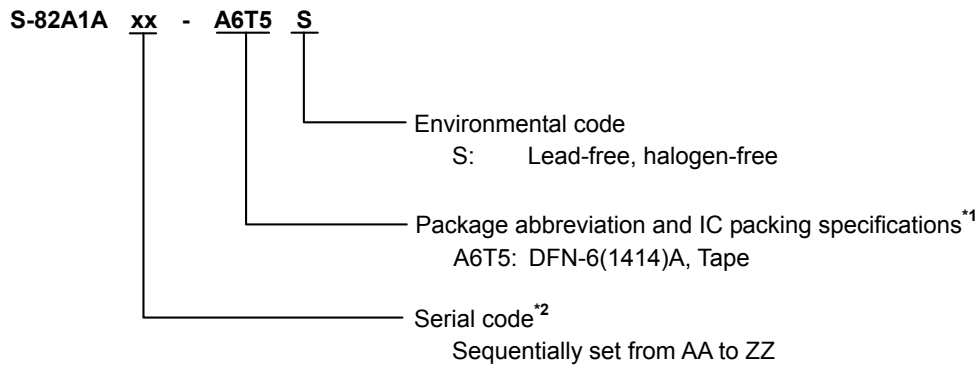 S-82A1A xx - A6T5 S
Environmental code
S: Lead-free, halogen-free
Package abbreviation and IC packing specifications*1
A6T5: DFN-6(1414)A, Tape
Serial code*2
Sequentially set from AA to ZZ